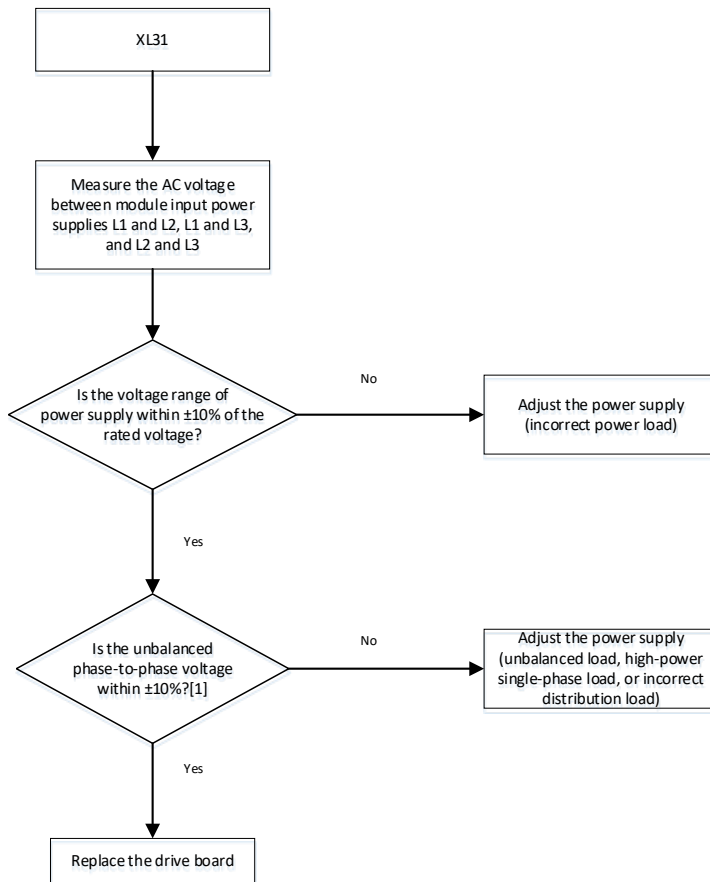 XL31
Measure the AC voltage
between module input power
supplies L1 and L2, L1 and L3,
and L2 and L3
Is the voltage range of
power supply within ±10% of the
rated voltage?
No
Adjust the power supply
(incorrect power load)
Yes
Is the unbalanced
phase-to-phase voltage
within ±10%?[1]
No
Adjust the power supply
(unbalanced load, high-power
single-phase load, or incorrect
distribution load)
Yes
Replace the drive board